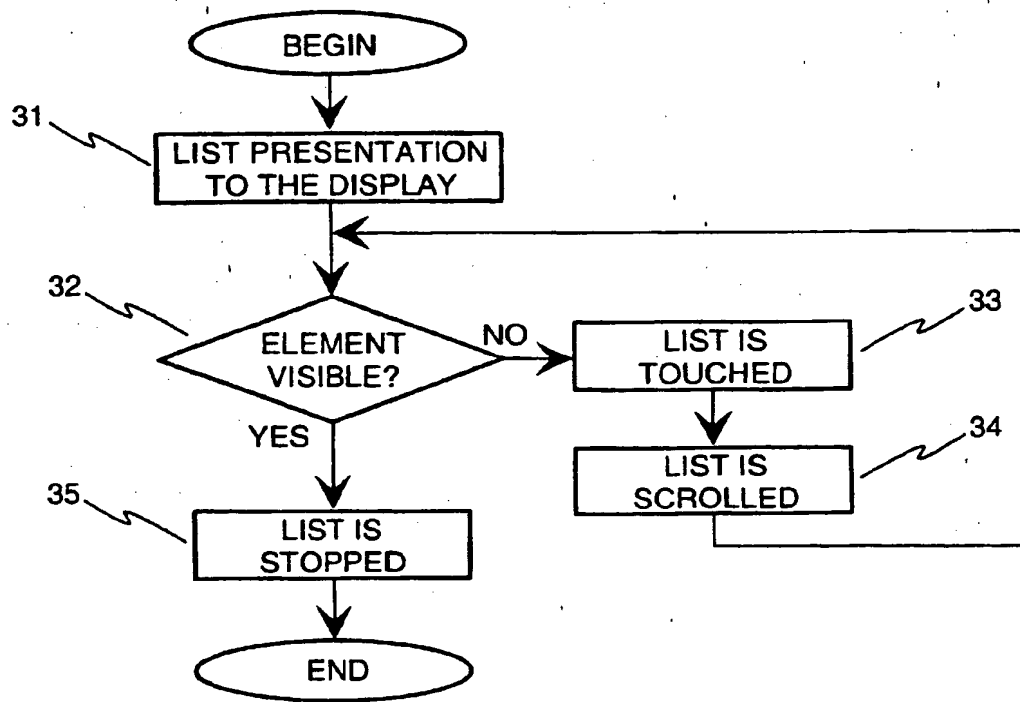 BEGIN
31
LIST PRESENTATION
TO THE DISPLAY
32
ELEMENT
VISIBLE?
NO
33
LIST IS
TOUCHED
YES
34
LIST IS
SCROLLED
35
LIST IS
STOPPED
END